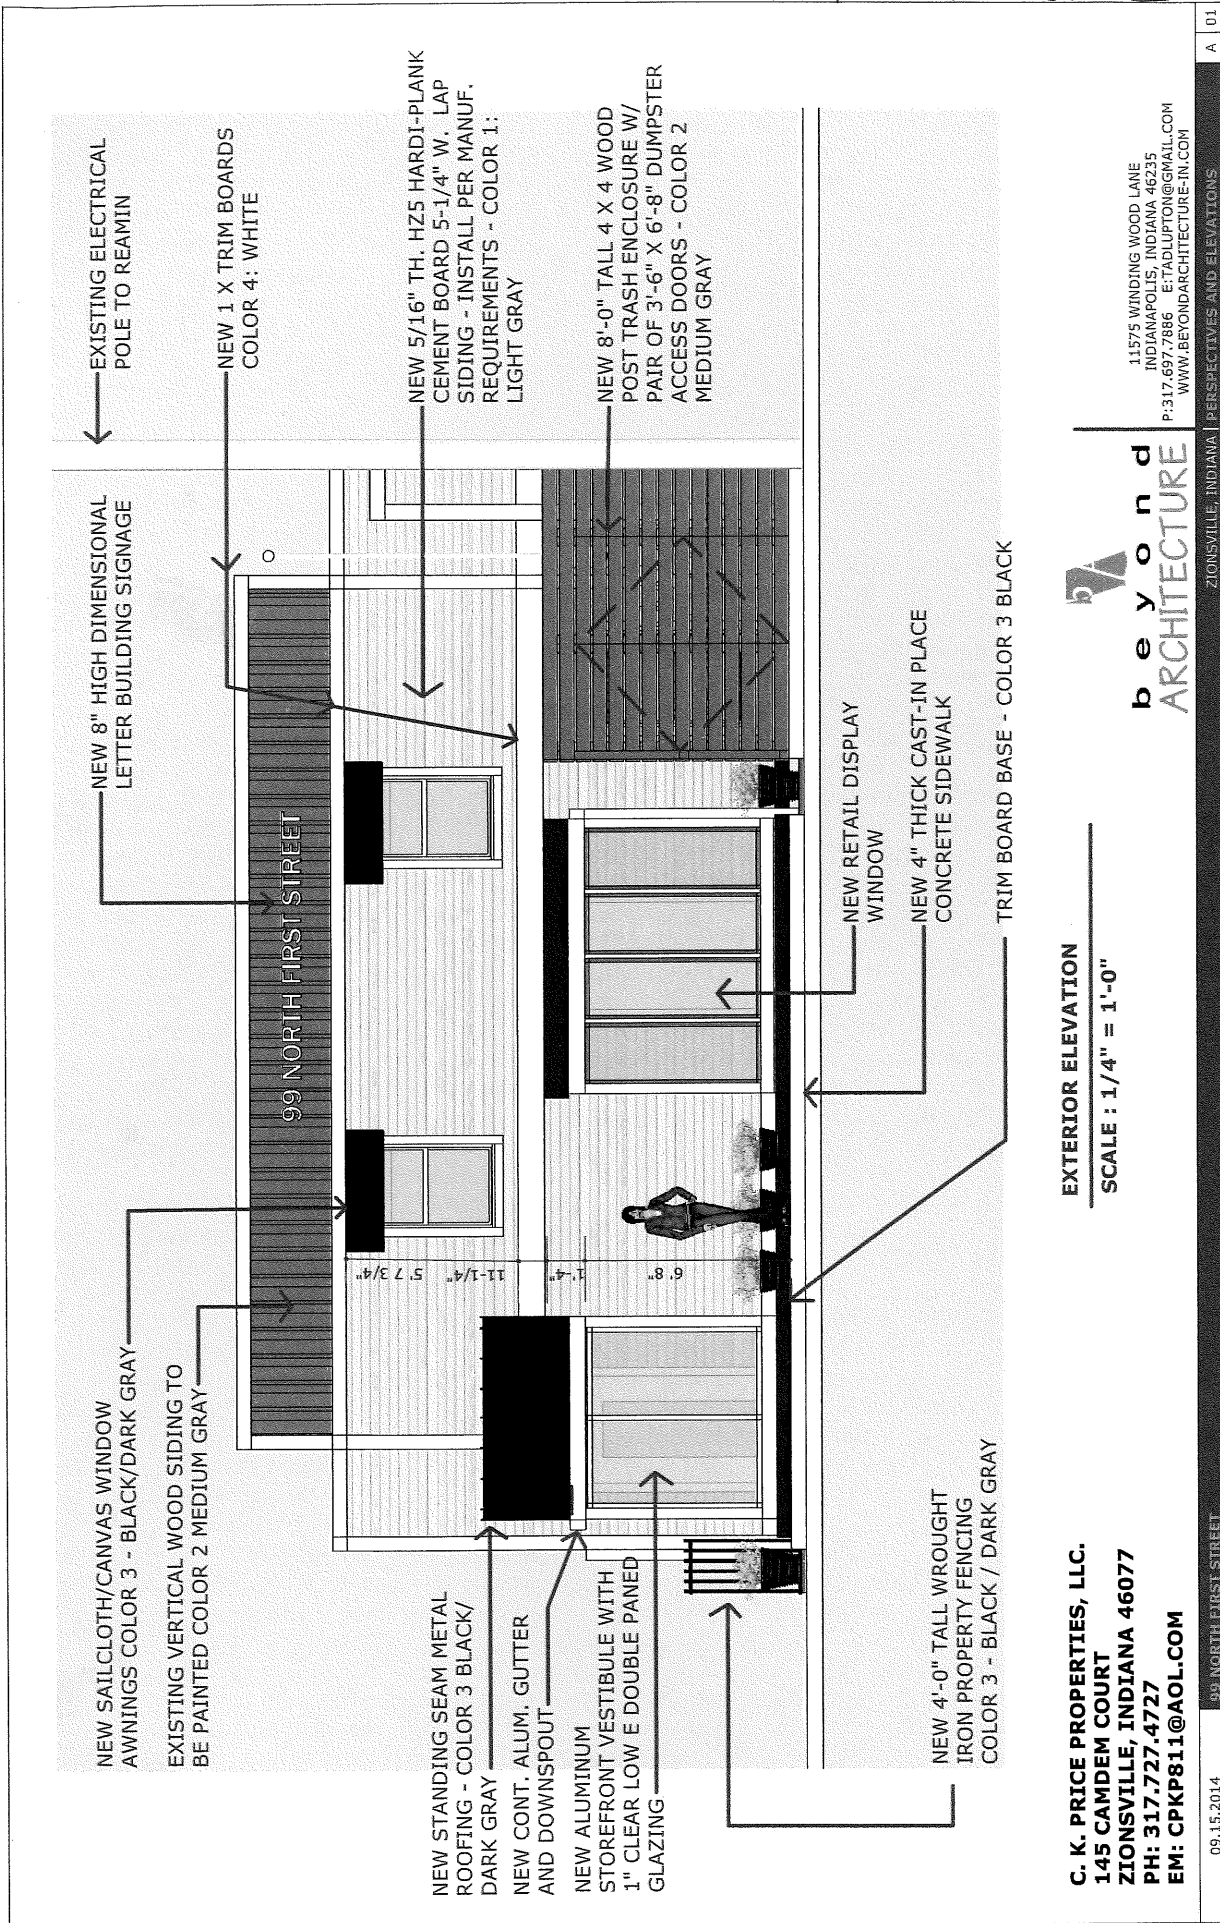 NEW SAILCLOTH/CANVAS WINDOW
AWNINGS COLOR 3 - BLACK/DARK GRAY
EXISTING VERTICAL WOOD SIDING TO
BE PAINTED COLOR 2 MEDIUM GRAY
NEW 8" HIGH DIMENSIONAL
LETTER BUILDING SIGNAGE
EXISTING ELECTRICAL
POLE TO REAMIN
NEW 1 X TRIM BOARDS
COLOR 4: WHITE
NEW 5/16" TH. HZ5 HARDI-PLANK
CEMENT BOARD 5-1/4" W. LAP
SIDING - INSTALL PER MANUF.
REQUIREMENTS - COLOR 1:
LIGHT GRAY
NEW 8'-0" TALL 4 X 4 WOOD
POST TRASH ENCLOSURE W/
PAIR OF 3'-6" X 6'-8" DUMPSTER
ACCESS DOORS - COLOR 2
MEDIUM GRAY
99 NORTH FIRST STREET
5' 7 3/4"
11-1/4"
1'-4"
6' 8"
NEW STANDING SEAM METAL
ROOFING - COLOR 3 BLACK/
DARK GRAY
NEW CONT. ALUM. GUTTER
AND DOWNSPOUT
NEW ALUMINUM
STOREFRONT VESTIBULE WITH
1" CLEAR LOW E DOUBLE PANED
GLAZING
NEW RETAIL DISPLAY
WINDOW
NEW 4" THICK CAST-IN PLACE
CONCRETE SIDEWALK
TRIM BOARD BASE - COLOR 3 BLACK
NEW 4'-0" TALL WROUGHT
IRON PROPERTY FENCING
COLOR 3 - BLACK / DARK GRAY
EXTERIOR ELEVATION
SCALE : 1/4" = 1'-0"
C. K. PRICE PROPERTIES, LLC.
145 CAMDEM COURT
ZIONSVILLE, INDIANA 46077
PH: 317.727.4727
EM: CPKP811@AOL.COM
beyond
ARCHITECTURE
11575 WINDING WOOD LANE
INDIANAPOLIS, INDIANA 46235
P:317.697.7886 E:TADLUPTON@GMAIL.COM
WWW.BEYONDARCHITECTURE-IN.COM
09.15.2014
99 NORTH FIRST STREET
ZIONSVILLE, INDIANA | PERSPECTIVES AND ELEVATIONS
A | 01